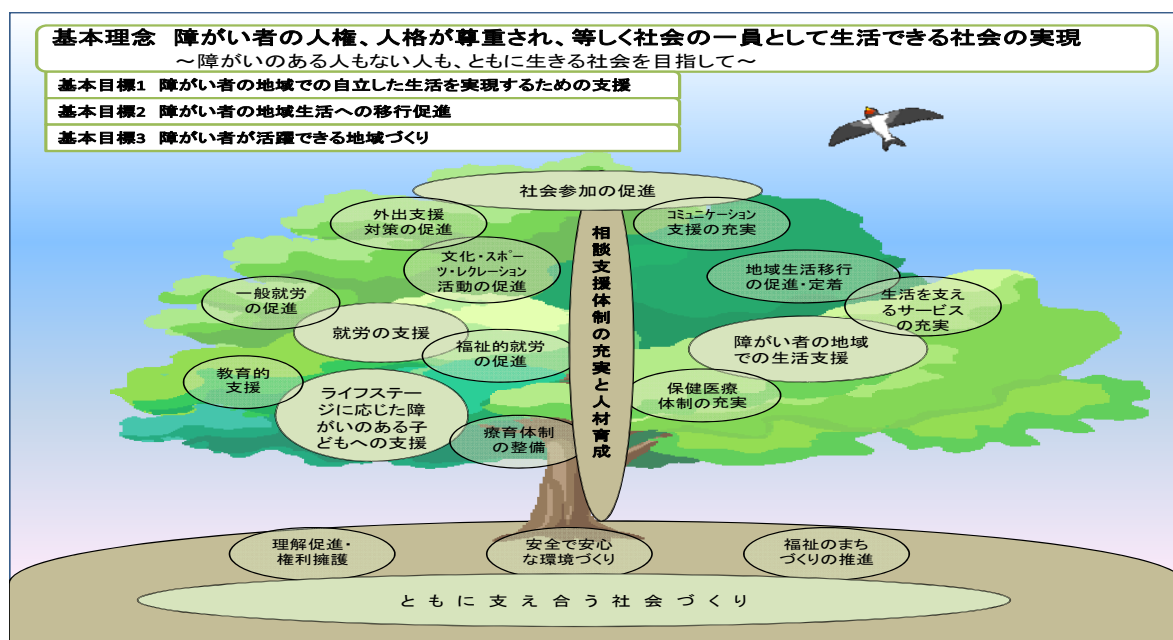 基本理念 障がい者の人権、人格が尊重され、等しく社会の一員として生活できる社会の実現
～障がいのある人もない人も、ともに生きる社会を目指して～
基本目標1 障がい者の地域での自立した生活を実現するための支援
基本目標2 障がい者の地域生活への移行促進
基本目標3 障がい者が活躍できる地域づくり
社会参加の促進
外出支援
対策の促進
コミュニケーション
支援の充実
文化・スポー
ツ・レクレーション
活動の促進
地域生活移行
の促進・定着
一般就労
の促進
生活を支え
るサービス
の充実
就労の支援
福祉的就労
の促進
障がい者の地域
での生活支援
教育的
支援
ライフステー
ジに応じた障
がいのある子
どもへの支援
保健医療
体制の充実
療育体制
の整備
相談支援体制の充実と人材育成
理解促進・
権利擁護
安全で安心
な環境づくり
福祉のまち
づくりの推進
ともに支え合う社会づくり